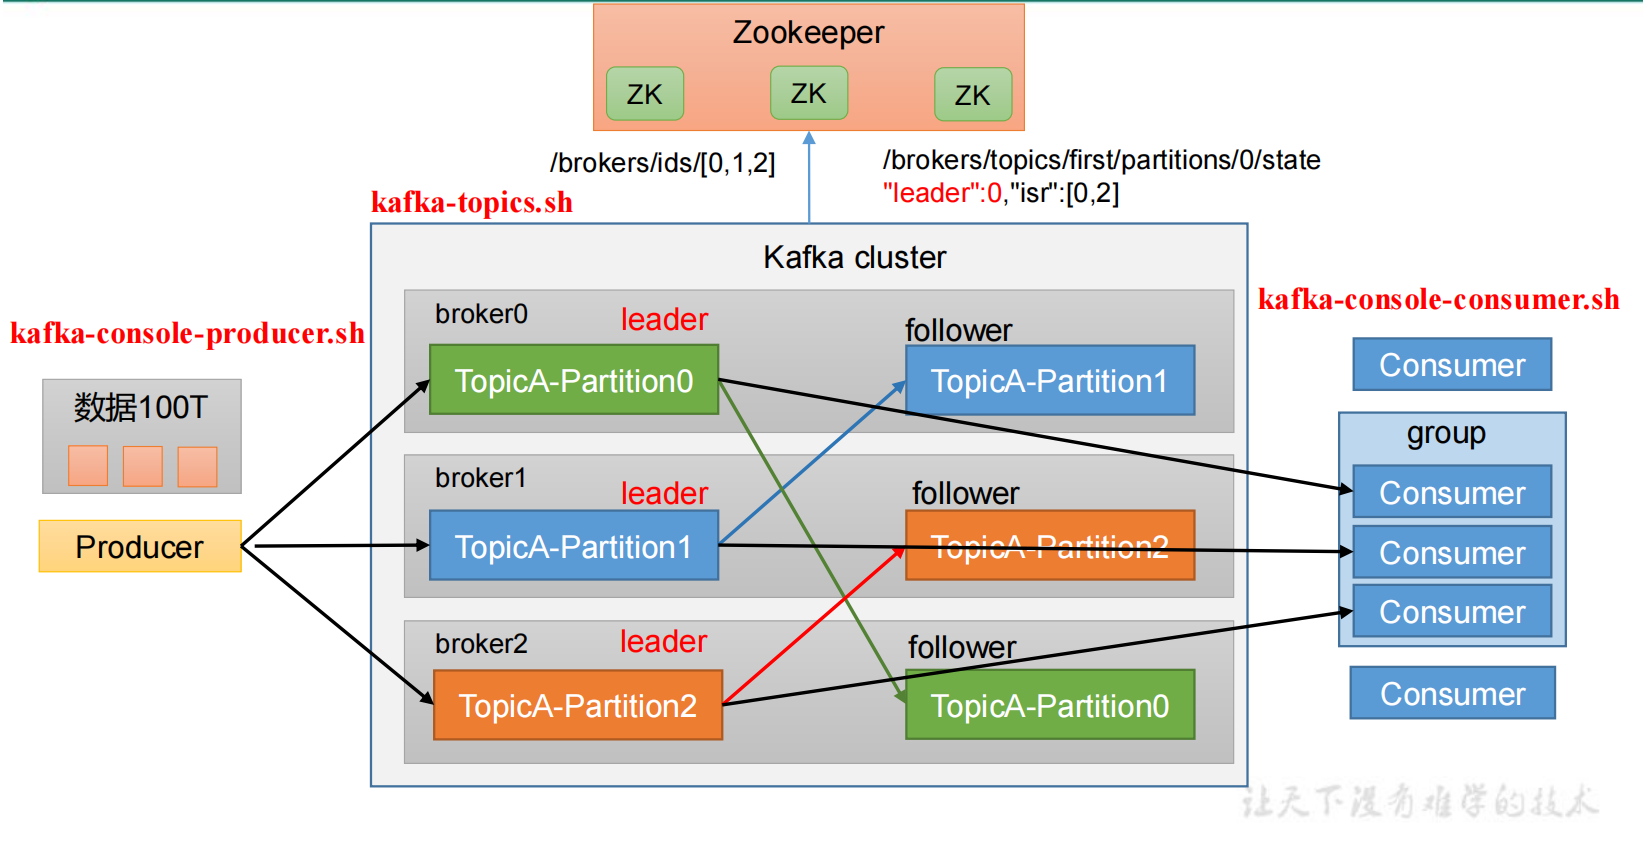 Zookeeper
ZK
ZK
ZK
/brokers/ids/[0,1,2]
/brokers/topics/first/partitions/0/state
"leader":0,"isr":[0,2]
kafka-topics.sh
Kafka cluster
kafka-console-producer.sh
数据100T
Producer
broker0
leader
follower
TopicA-Partition0
TopicA-Partition1
broker1
leader
follower
TopicA-Partition1
TopicA-Partition2
broker2
leader
follower
TopicA-Partition2
TopicA-Partition0
kafka-console-consumer.sh
Consumer
group
Consumer
Consumer
Consumer
Consumer
让天下没有难学的技术